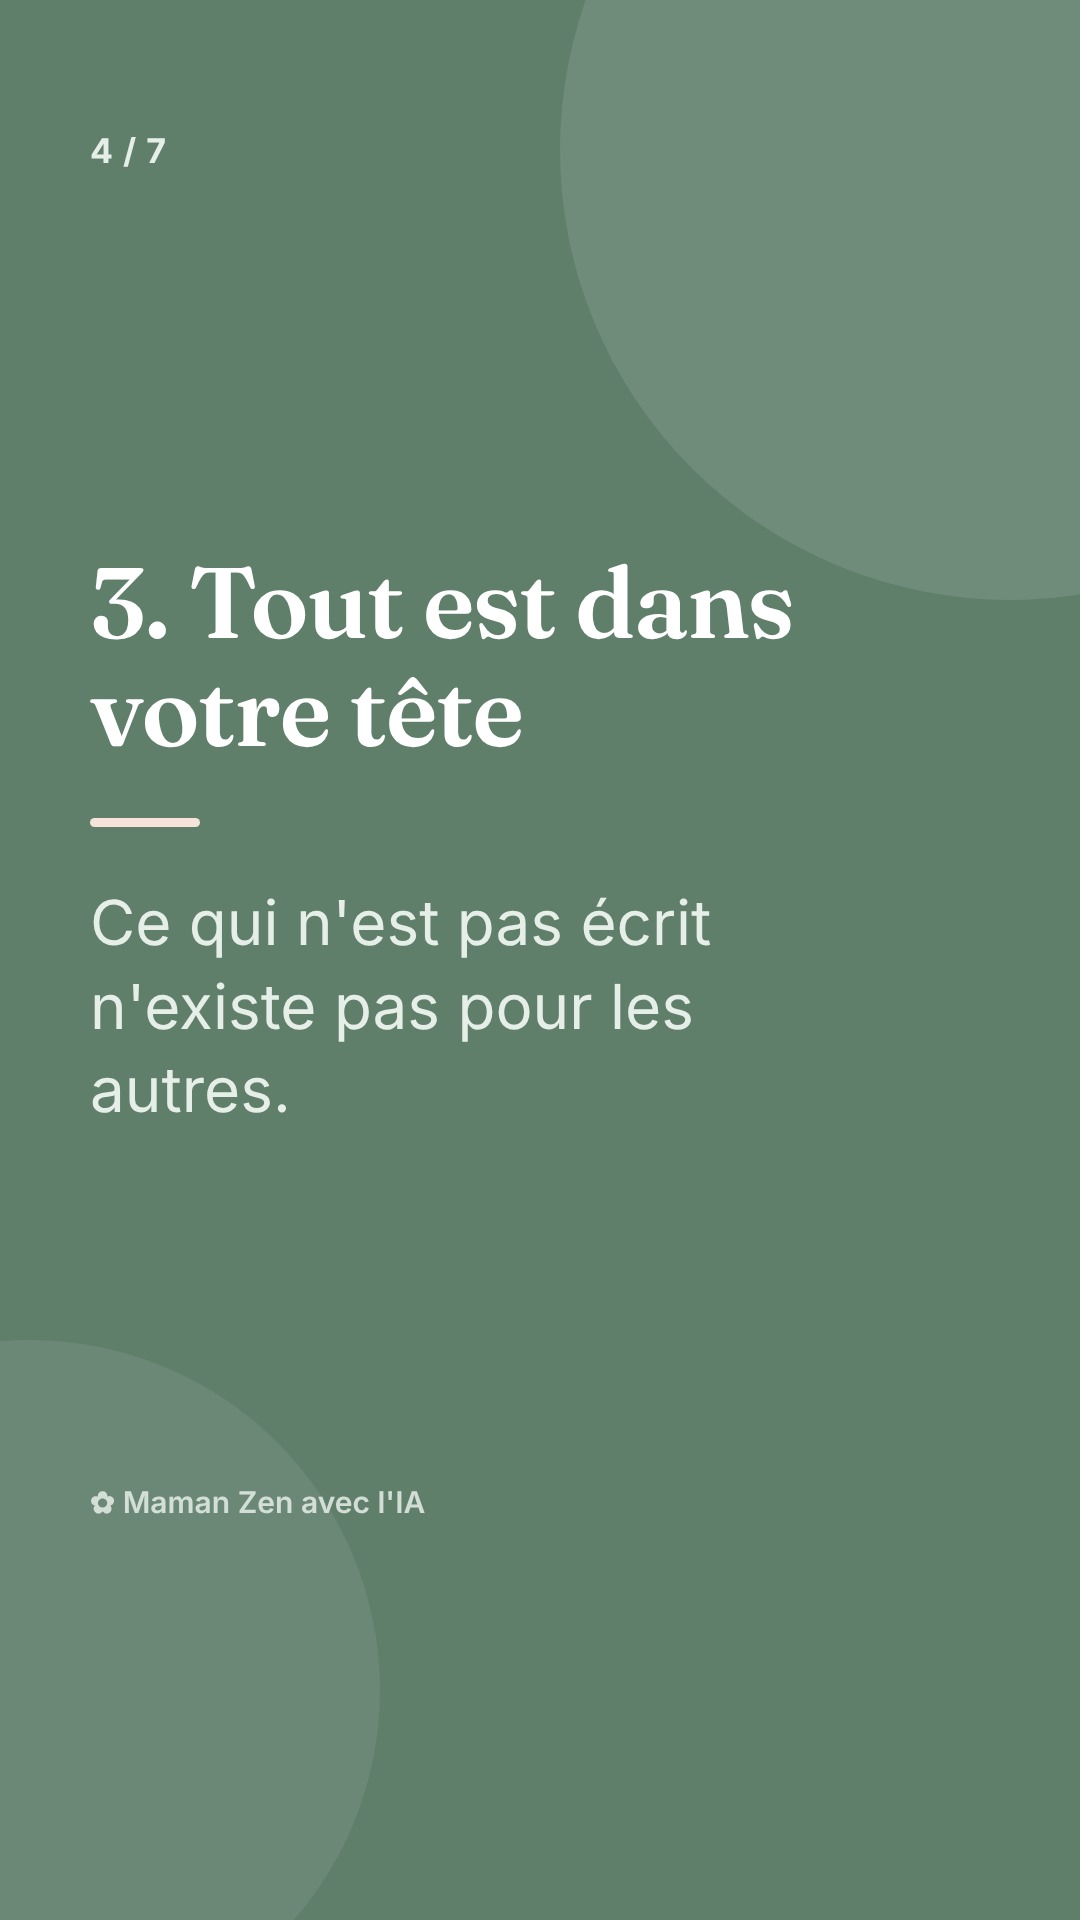 4 / 7
3. Tout est dans
votre tête
Ce qui n'est pas écrit
n'existe pas pour les
autres.
✿ Maman Zen avec l'IA